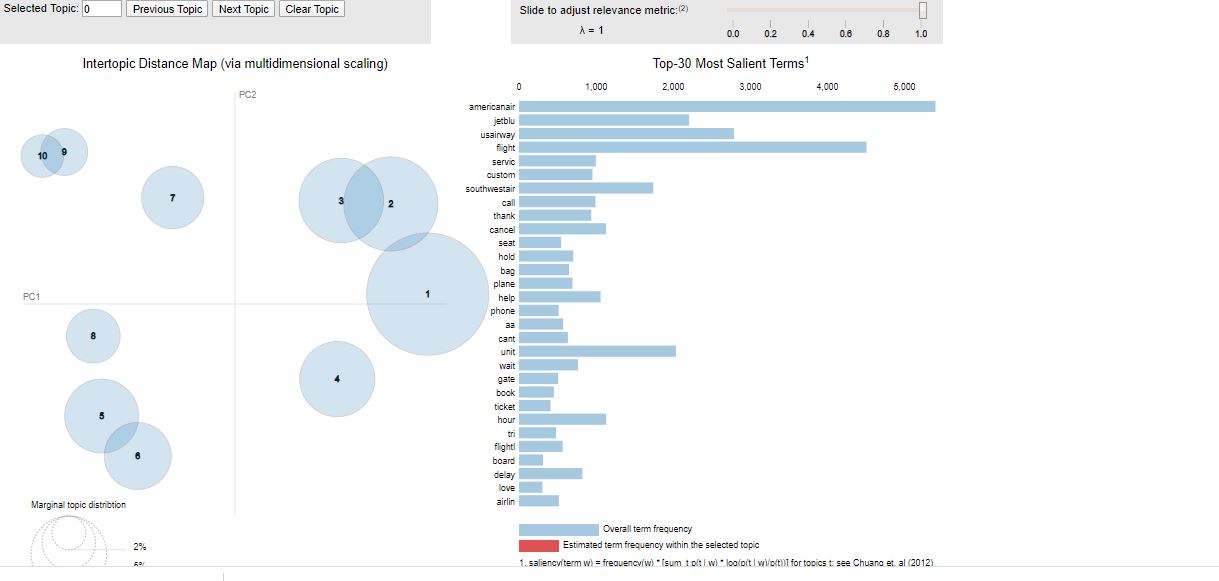 Selected Topic: 0 Previous Topic Next Topic Clear Topic
Slide to adjust relevance metric:(2)
λ = 1
0.0 0.2 0.4 0.6 0.8 1.0
Intertopic Distance Map (via multidimensional scaling)
PC2
PC1
10
9
7
3
2
1
8
4
5
6
Marginal topic distribtion
2%
5%
Top-30 Most Salient Terms1
0 1,000 2,000 3,000 4,000 5,000
americanair
jetblu
usairway
flight
servic
custom
southwestair
call
thank
cancel
seat
hold
bag
plane
help
phone
aa
cant
unit
wait
gate
book
ticket
hour
tri
flightl
board
delay
love
airlin
Overall term frequency
Estimated term frequency within the selected topic
1. saliency(term w) = frequency(w) * [sum_t p(t | w) * log(p(t | w)/p(t))] for topics t; see Chuang et. al (2012)